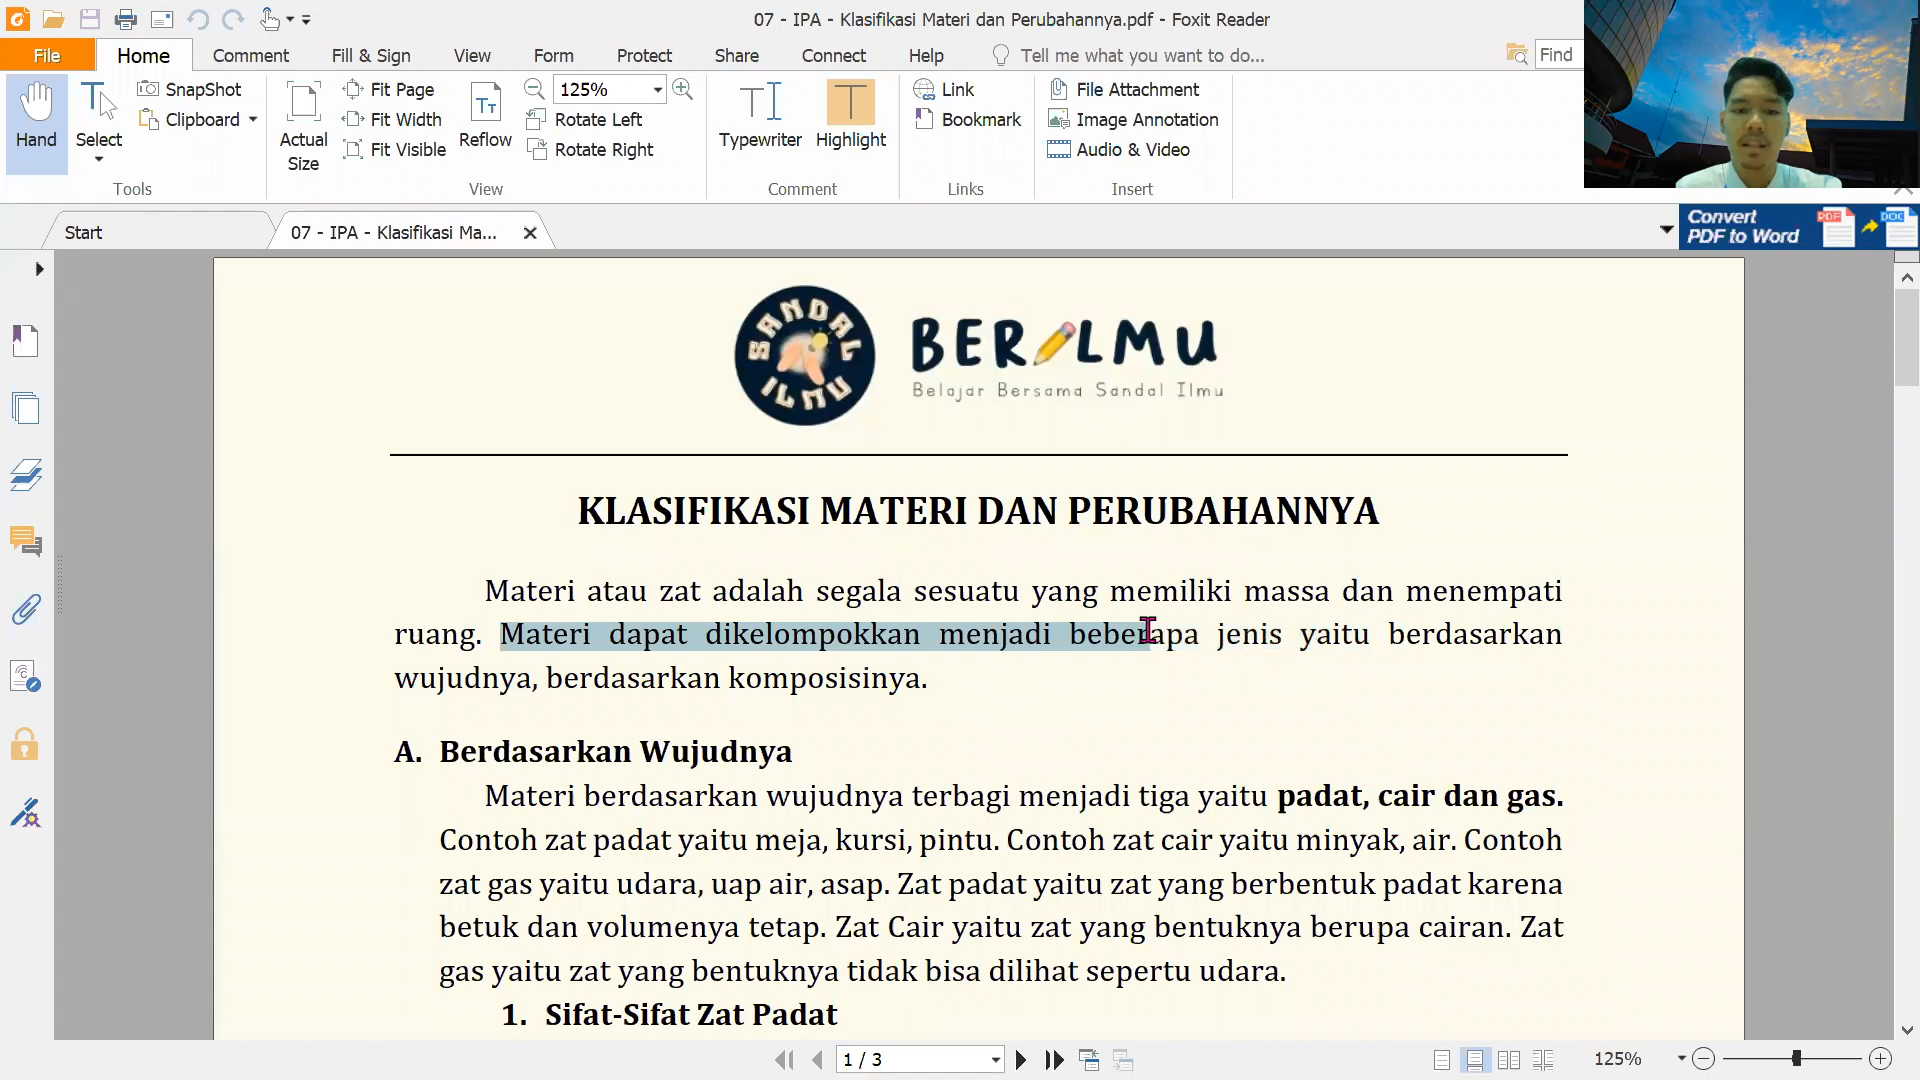 07 - IPA - Klasifikasi Materi dan Perubahannya.pdf - Foxit Reader
File Home Comment Fill & Sign View Form Protect Share Connect Help Tell me what you want to do... Find
Hand
Select
SnapShot
Clipboard
Tools
Actual Size
Fit Page
Fit Width
Fit Visible
Reflow
125%
Rotate Left
Rotate Right
View
Typewriter
Highlight
Comment
Link
Bookmark
Links
File Attachment
Image Annotation
Audio & Video
Insert
Start
07 - IPA - Klasifikasi Ma...
Convert
PDF to Word
PDF
DOC
SANDAL ILMU
BERILMU
Belajar Bersama Sandal Ilmu
KLASIFIKASI MATERI DAN PERUBAHANNYA
Materi atau zat adalah segala sesuatu yang memiliki massa dan menempati
ruang. Materi dapat dikelompokkan menjadi beberapa jenis yaitu berdasarkan
wujudnya, berdasarkan komposisinya.
A. Berdasarkan Wujudnya
Materi berdasarkan wujudnya terbagi menjadi tiga yaitu padat, cair dan gas.
Contoh zat padat yaitu meja, kursi, pintu. Contoh zat cair yaitu minyak, air. Contoh
zat gas yaitu udara, uap air, asap. Zat padat yaitu zat yang berbentuk padat karena
betuk dan volumenya tetap. Zat Cair yaitu zat yang bentuknya berupa cairan. Zat
gas yaitu zat yang bentuknya tidak bisa dilihat sepertu udara.
1. Sifat-Sifat Zat Padat
1 / 3
125%